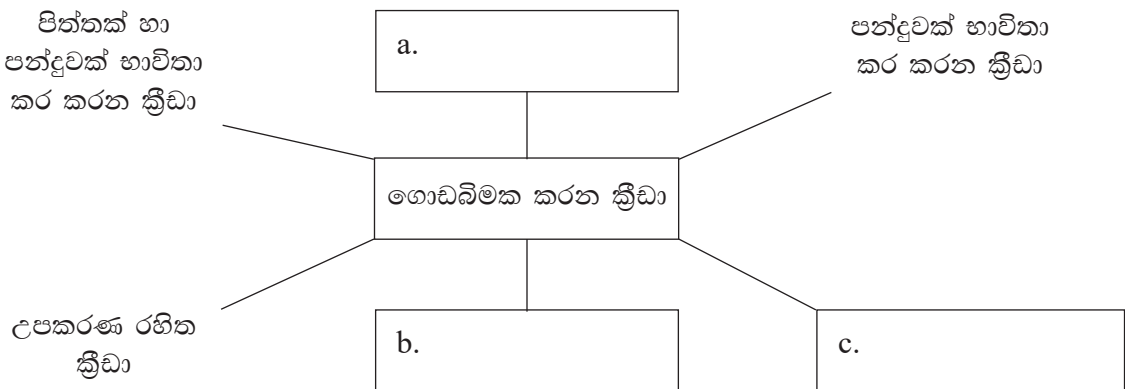 පිත්තක් හා
පන්දුවක් භාවිතා
කර කරන ක්‍රීඩා
a.
පන්දුවක් භාවිතා
කර කරන ක්‍රීඩා
ගොඩබිමක කරන ක්‍රීඩා
උපකරණ රහිත
ක්‍රීඩා
b.
c.